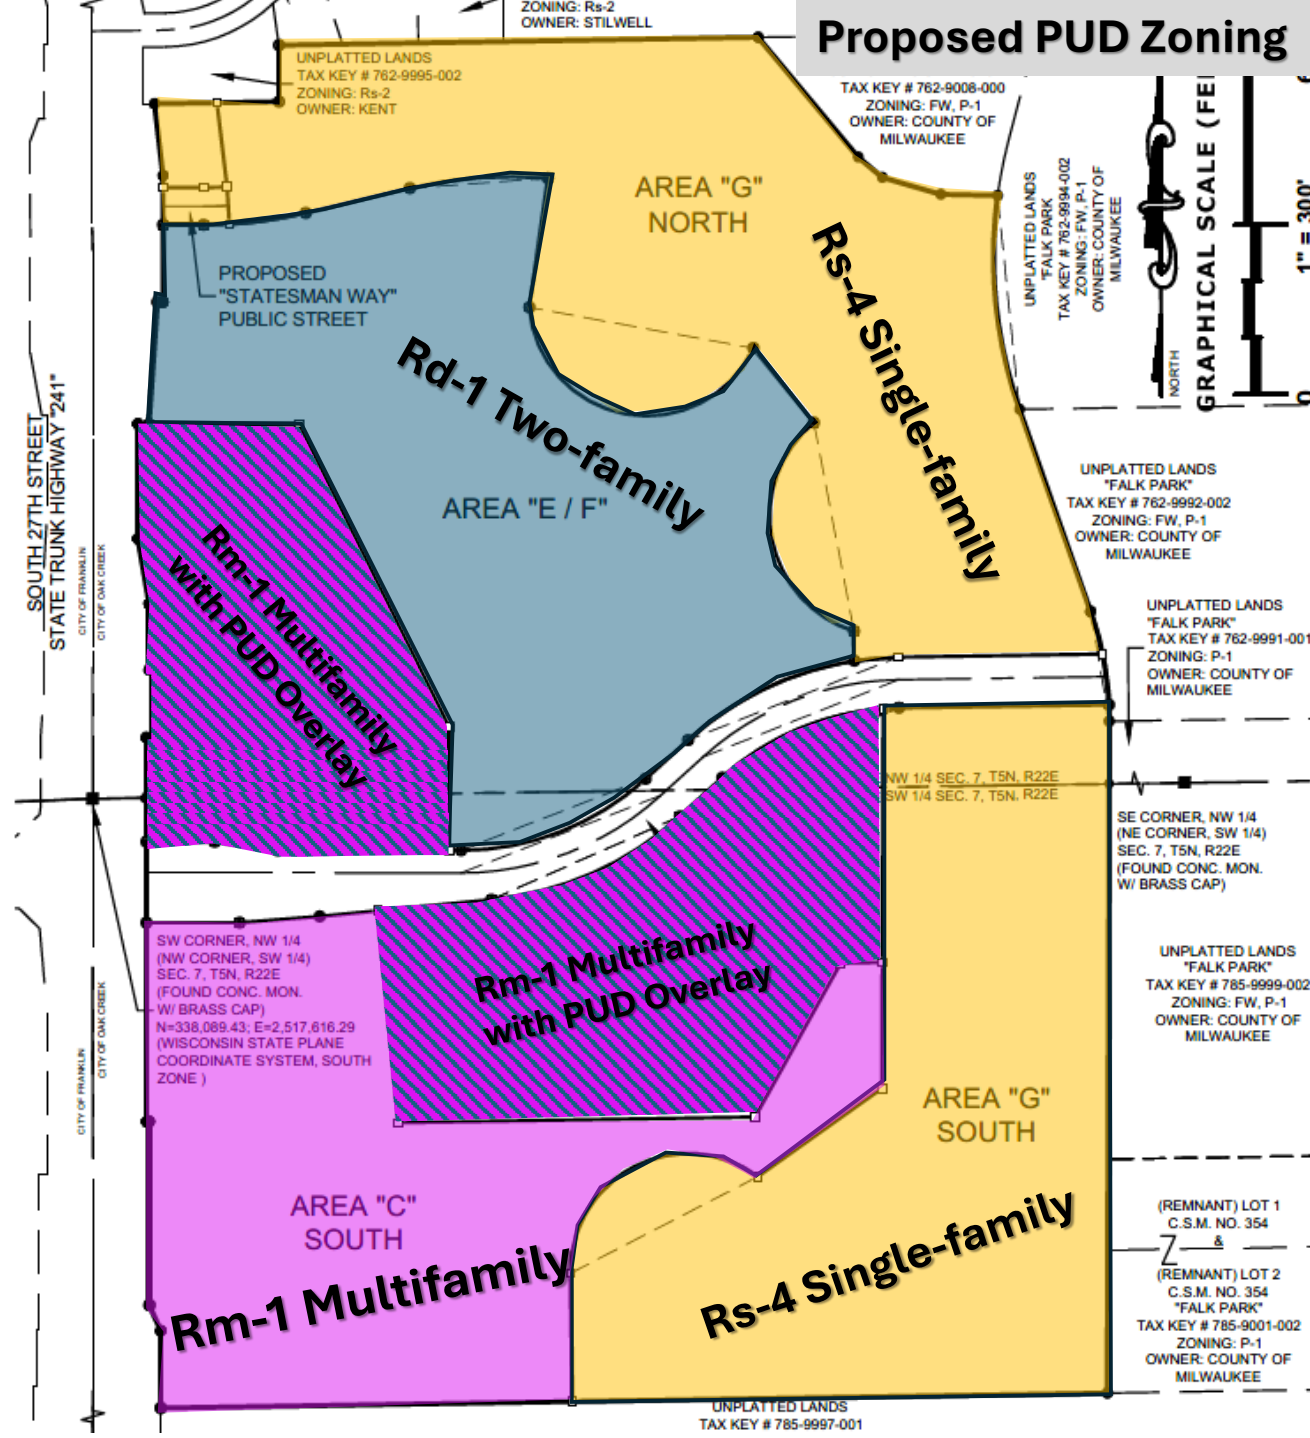 ZONING: Rs-2
OWNER: STILWELL
Proposed PUD Zoning
UNPLATTED LANDS
TAX KEY # 762-9995-002
ZONING: Rs-2
OWNER: KENT
TAX KEY # 762-9008-000
ZONING: FW, P-1
OWNER: COUNTY OF
MILWAUKEE
UNPLATTED LANDS
"FALK PARK"
TAX KEY # 762-9994-002
ZONING: FW, P-1
OWNER: COUNTY OF
MILWAUKEE
NORTH
GRAPHICAL SCALE (FE
0
1" = 300'
AREA "G"
NORTH
Rs-4 Single-family
PROPOSED
"STATESMAN WAY"
PUBLIC STREET
Rd-1 Two-family
AREA "E / F"
SOUTH 27TH STREET
STATE TRUNK HIGHWAY "241"
CITY OF FRANKLIN
CITY OF OAK CREEK
Rm-1 Multifamily
with PUD Overlay
UNPLATTED LANDS
"FALK PARK"
TAX KEY # 762-9992-002
ZONING: FW, P-1
OWNER: COUNTY OF
MILWAUKEE
UNPLATTED LANDS
"FALK PARK"
TAX KEY # 762-9991-001
ZONING: P-1
OWNER: COUNTY OF
MILWAUKEE
NW 1/4 SEC. 7, T5N, R22E
SW 1/4 SEC. 7, T5N, R22E
SE CORNER, NW 1/4
(NE CORNER, SW 1/4)
SEC. 7, T5N, R22E
(FOUND CONC. MON.
W/ BRASS CAP)
SW CORNER, NW 1/4
(NW CORNER, SW 1/4)
SEC. 7, T5N, R22E
(FOUND CONC. MON.
W/ BRASS CAP)
N=338,089.43; E=2,517,616.29
(WISCONSIN STATE PLANE
COORDINATE SYSTEM, SOUTH
ZONE )
CITY OF FRANKLIN
CITY OF OAK CREEK
Rm-1 Multifamily
with PUD Overlay
UNPLATTED LANDS
"FALK PARK"
TAX KEY # 785-9999-002
ZONING: FW, P-1
OWNER: COUNTY OF
MILWAUKEE
AREA "G"
SOUTH
AREA "C"
SOUTH
Rm-1 Multifamily
Rs-4 Single-family
(REMNANT) LOT 1
C.S.M. NO. 354
&
(REMNANT) LOT 2
C.S.M. NO. 354
"FALK PARK"
TAX KEY # 785-9001-002
ZONING: P-1
OWNER: COUNTY OF
MILWAUKEE
UNPLATTED LANDS
TAX KEY # 785-9997-001